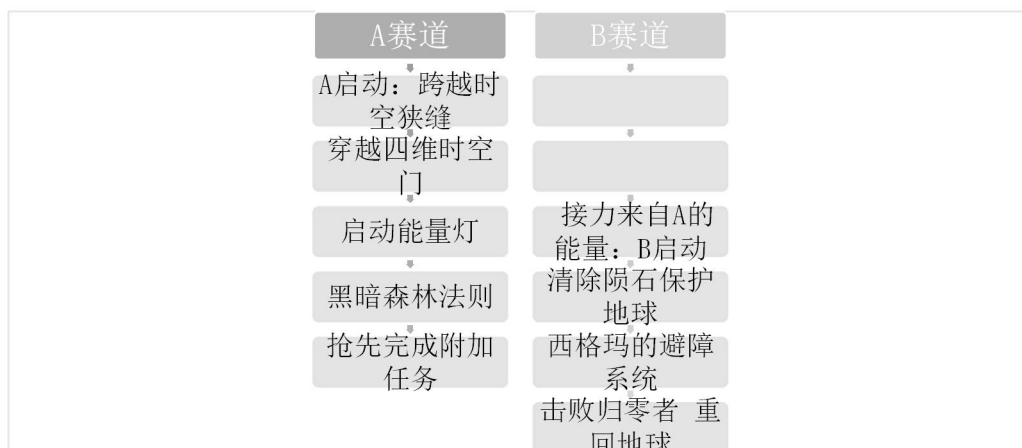 A赛道
A启动：跨越时
空狭缝
穿越四维时空
门
启动能量灯
黑暗森林法则
抢先完成附加
任务
B赛道
接力来自A的
能量：B启动
清除陨石保护
地球
西格玛的避障
系统
击败归零者 重
回地球